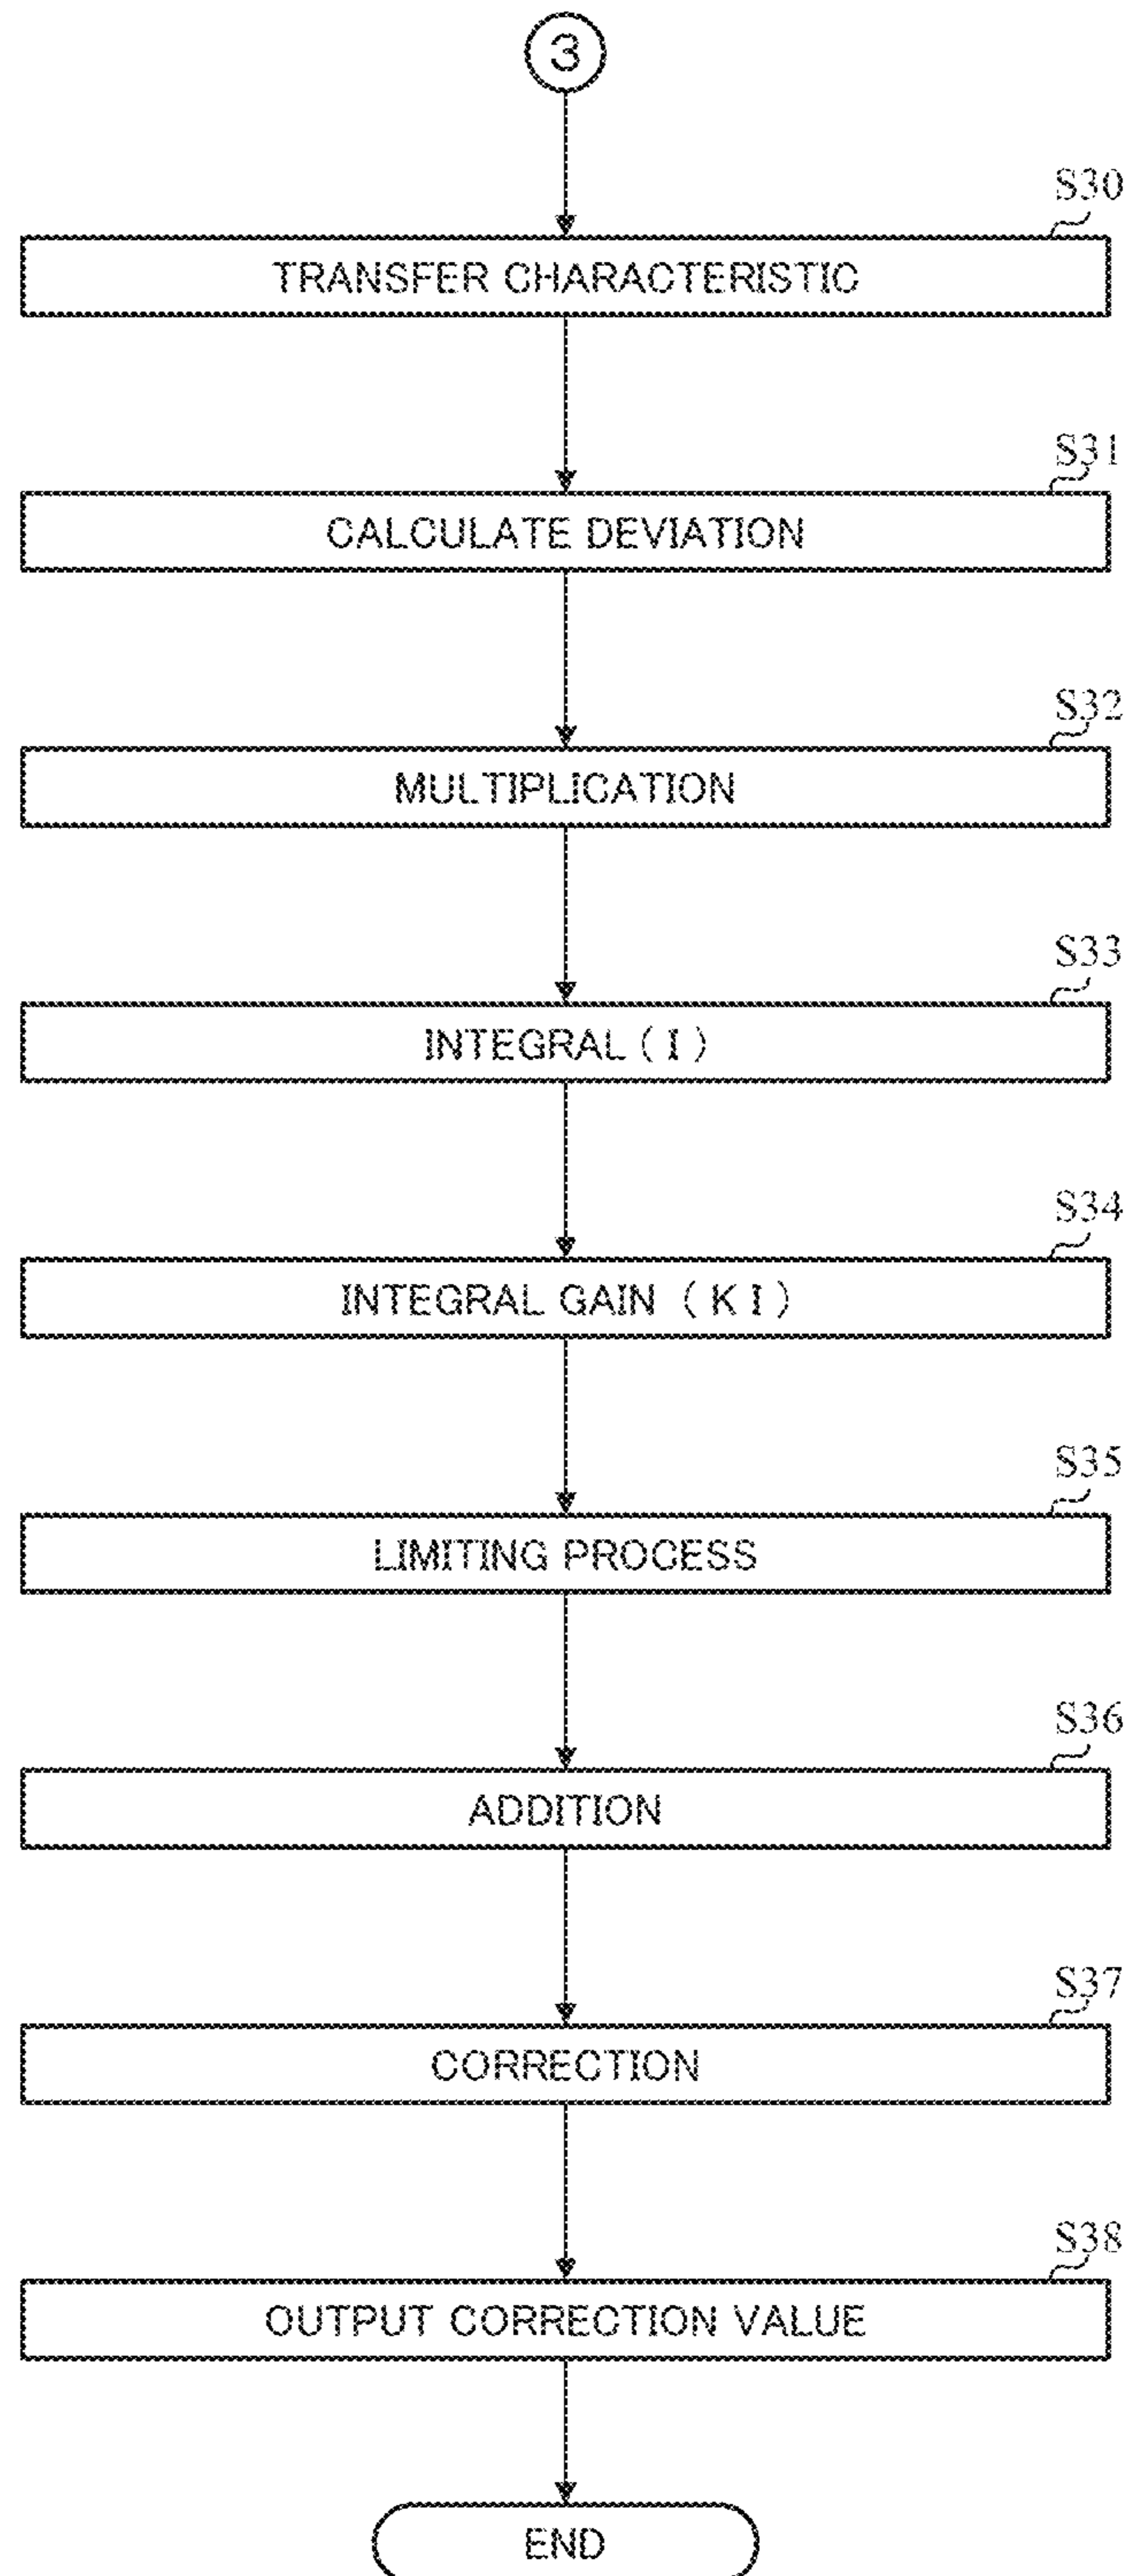 3
S30
TRANSFER CHARACTERISTIC
S31
CALCULATE DEVIATION
S32
MULTIPLICATION
S33
INTEGRAL ( I )
S34
INTEGRAL GAIN ( K I )
S35
LIMITING PROCESS
S36
ADDITION
S37
CORRECTION
S38
OUTPUT CORRECTION VALUE
END